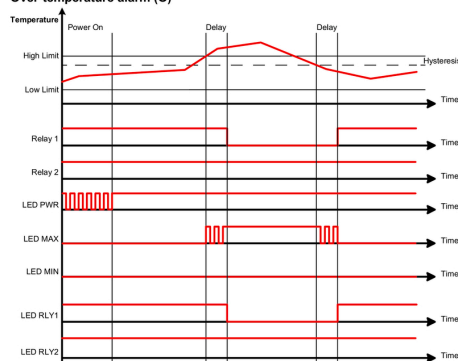 Over temperature alarm (O)
Temperature
Power On
Delay
Delay
High Limit
Hysteresis
Low Limit
Time
Relay 1
Time
Relay 2
Time
LED PWR
Time
LED MAX
Time
LED MIN
Time
LED RLY1
Time
LED RLY2
Time